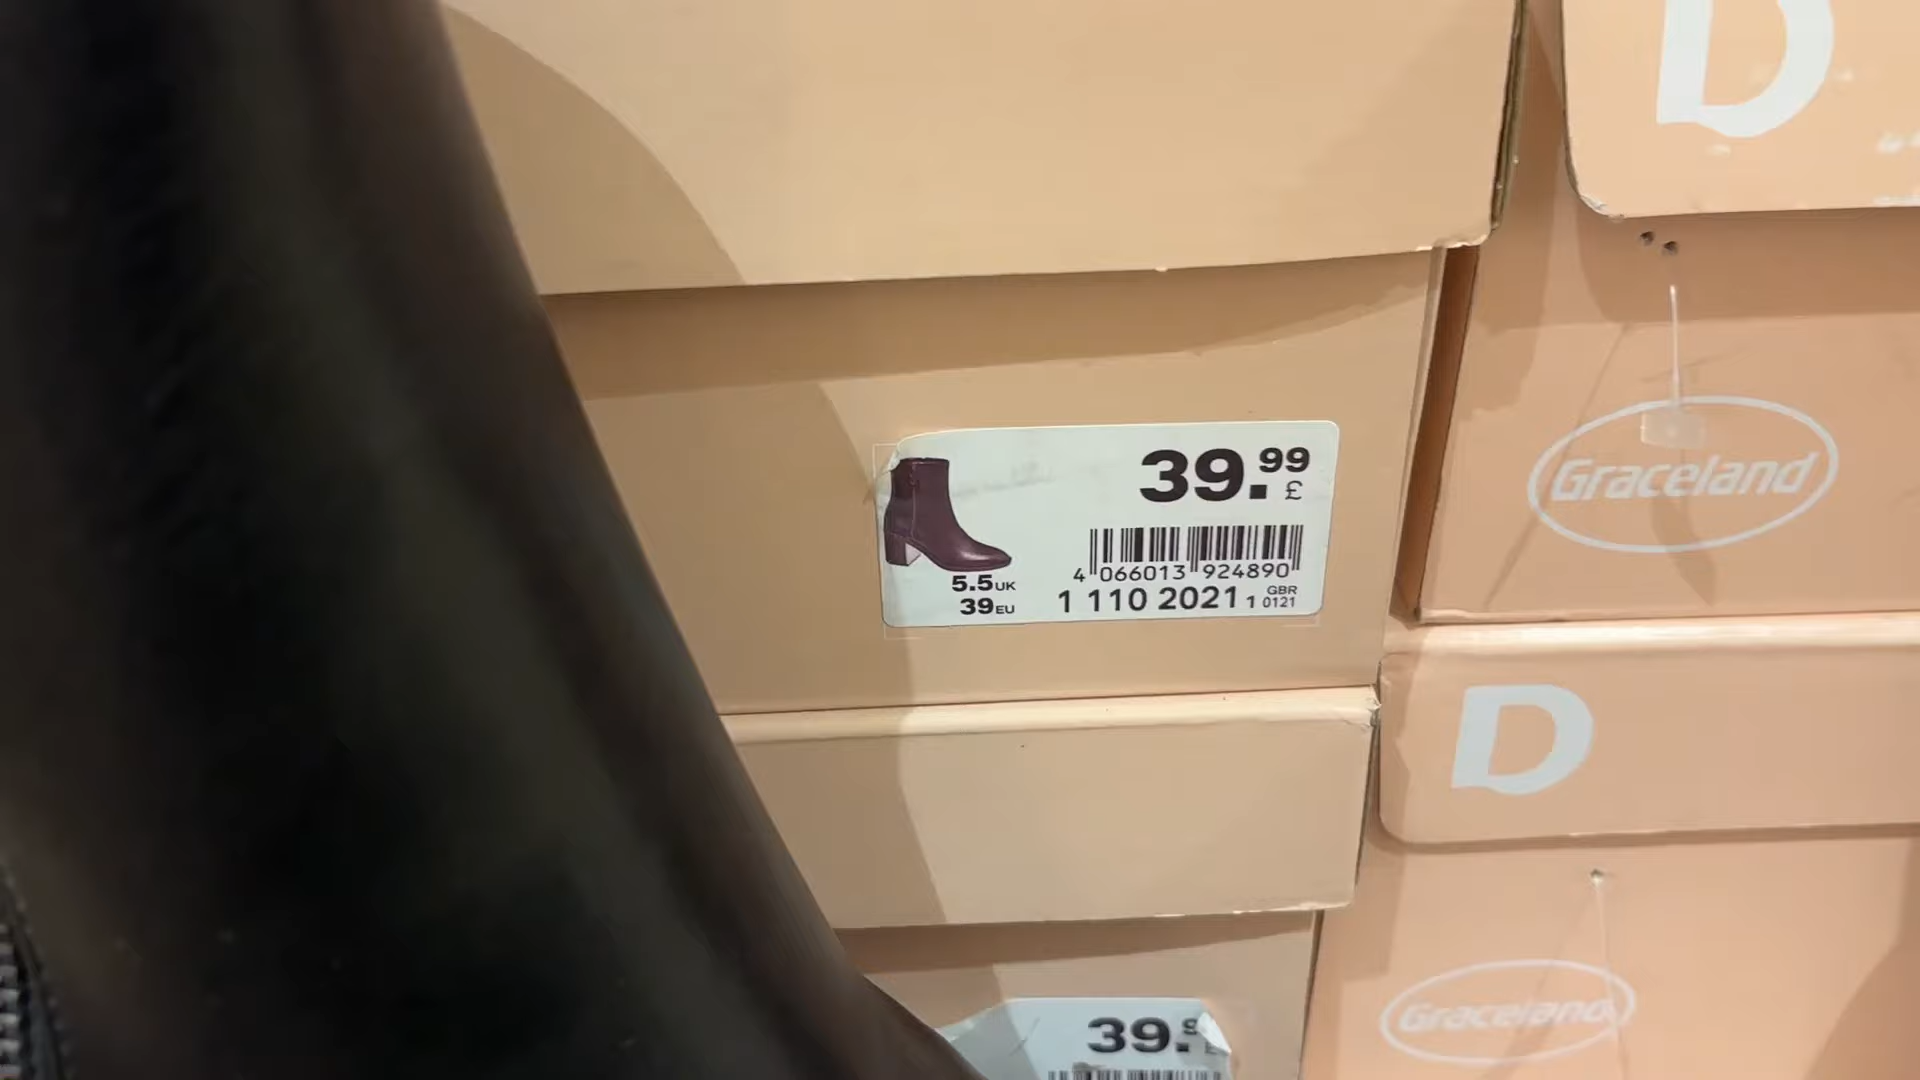 D
39.99
£
4 066013 924890
5.5UK
39EU
1 110 2021 1 GBR 0121
Graceland
D
Graceland
39.